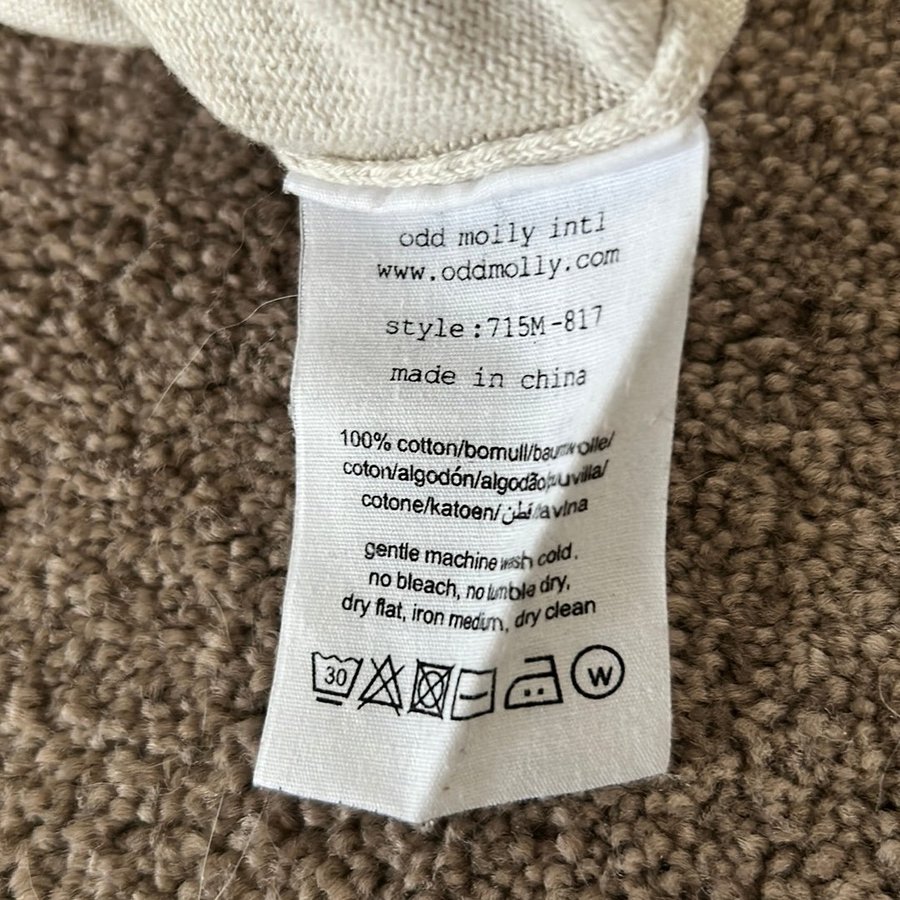 odd molly intl
www.oddmolly.com
style:715M-817
made in china
100% cotton/bomull/baumwolle/
coton/algodón/algodão/puuvilla/
cotone/katoen/قطن/vlna
gentle machine wash cold.
no bleach, no tumble dry,
dry flat, iron medium, dry clean
30
W